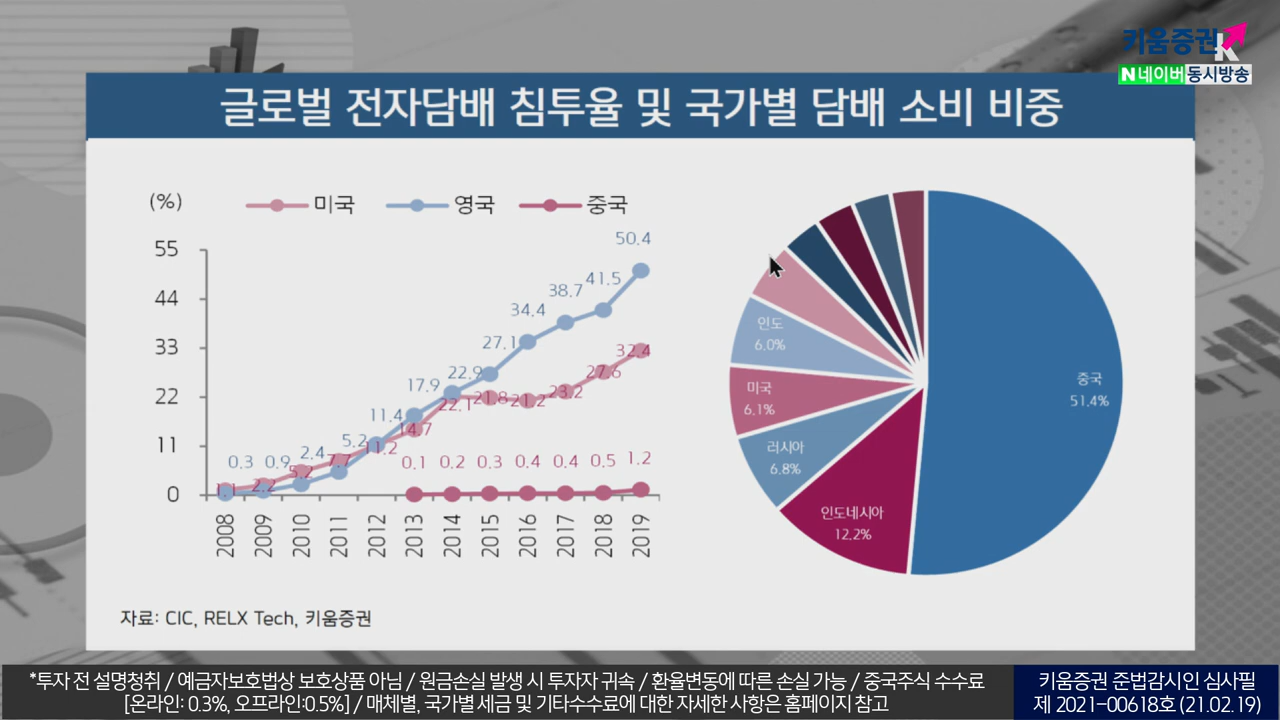 키움증권
N 네이버 동시방송
글로벌 전자담배 침투율 및 국가별 담배 소비 비중
(%)
미국 영국 중국
55
44
33
22
11
0
0.3 0.9 2.4 5.2 11.4 17.9 22.9 27.1 34.4 38.7 41.5 50.4
1.1 2.2 5.2 7.7 11.2 14.7 22.1 21.8 21.2 23.2 27.6 32.4
0.1 0.2 0.3 0.4 0.4 0.5 1.2
2008 2009 2010 2011 2012 2013 2014 2015 2016 2017 2018 2019
중국
51.4%
인도네시아
12.2%
러시아
6.8%
미국
6.1%
인도
6.0%
자료: CIC, RELX Tech, 키움증권
*투자 전 설명청취 / 예금자보호법상 보호상품 아님 / 원금손실 발생 시 투자자 귀속 / 환율변동에 따른 손실 가능 / 중국주식 수수료
[온라인: 0.3%, 오프라인:0.5%] / 매체별, 국가별 세금 및 기타수수료에 대한 자세한 사항은 홈페이지 참고
키움증권 준법감시인 심사필
제 2021-00618호 (21.02.19)